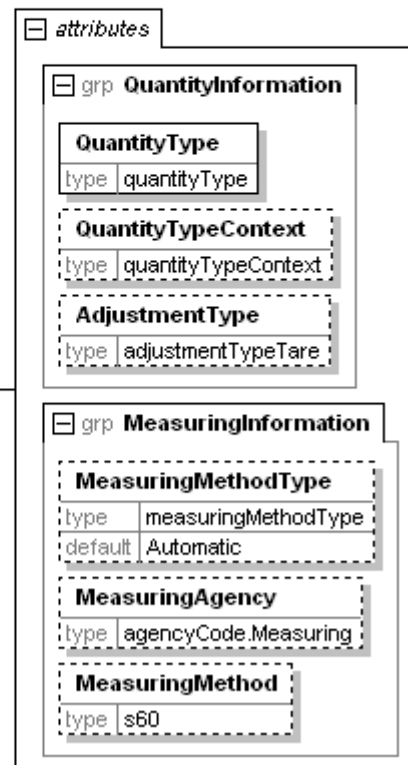 attributes
grp QuantityInformation
QuantityType
type quantityType
QuantityTypeContext
type quantityTypeContext
AdjustmentType
type adjustmentTypeTare
grp MeasuringInformation
MeasuringMethodType
type measuringMethodType
default Automatic
MeasuringAgency
type agencyCode.Measuring
MeasuringMethod
type s60